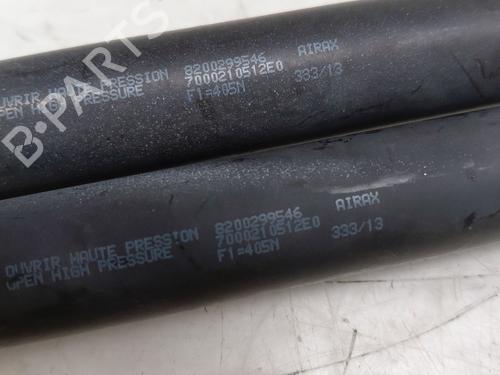 OUVRIR HAUTE PRESSION 8200299546 AIRAX
OPEN HIGH PRESSURE 7000210512E0 333/13
F1=405N
OUVRIR HAUTE PRESSION 8200299546 AIRAX
OPEN HIGH PRESSURE 7000210512E0 333/13
F1=405N